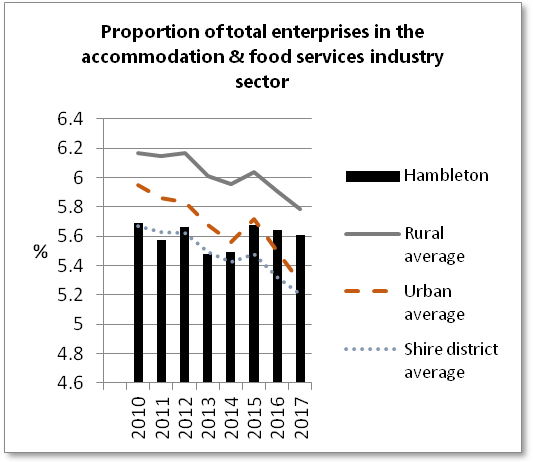 Proportion of total enterprises in the
accommodation & food services industry
sector
6.4
6.2
6
5.8
5.6
5.4
5.2
5
4.8
4.6
%
2010
2011
2012
2013
2014
2015
2016
2017
Hambleton
Rural
average
Urban
average
Shire district
average